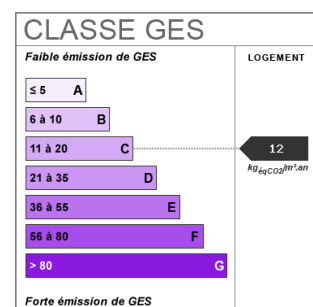 CLASSE GES
Faible émission de GES
LOGEMENT
≤ 5 A
6 à 10 B
11 à 20 C
12
kgéqCO2/m².an
21 à 35 D
36 à 55 E
56 à 80 F
> 80 G
Forte émission de GES